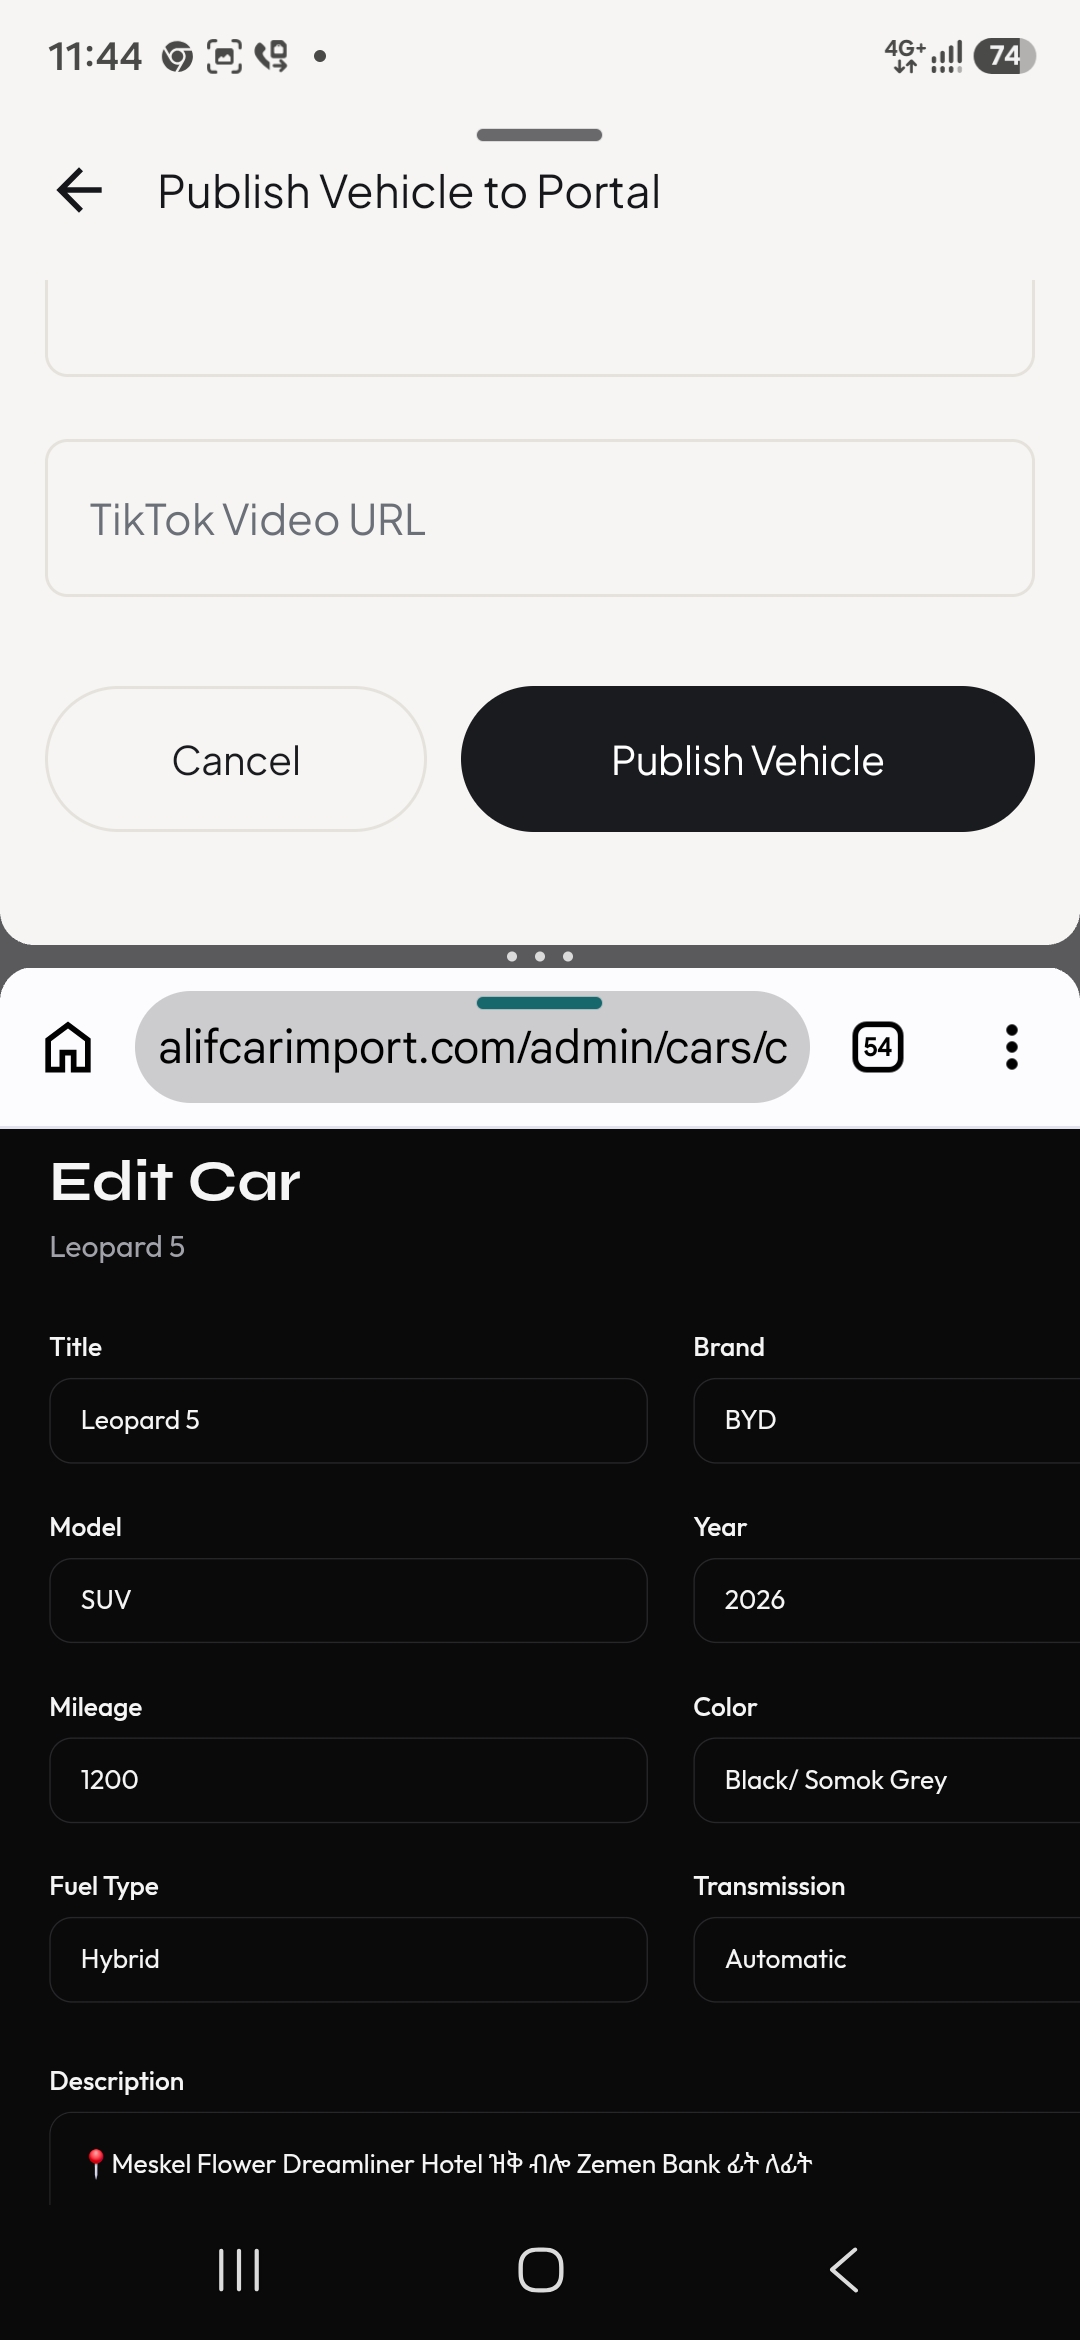 11:44
4G+
74
Publish Vehicle to Portal
TikTok Video URL
Cancel
Publish Vehicle
alifcarimport.com/admin/cars/c
54
Edit Car
Leopard 5
Title
Brand
Leopard 5
BYD
Model
Year
SUV
2026
Mileage
Color
1200
Black/ Somok Grey
Fuel Type
Transmission
Hybrid
Automatic
Description
📍Meskel Flower Dreamliner Hotel ዝቅ ብሎ Zemen Bank ፊት ለፊት